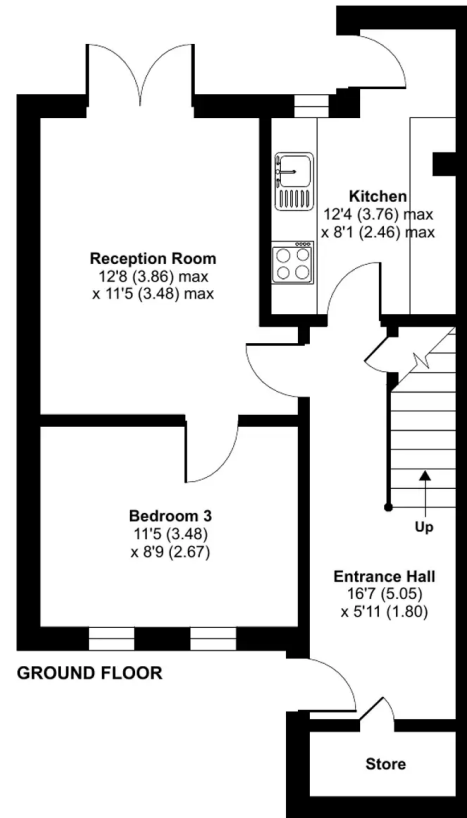 Kitchen
12'4 (3.76) max
x 8'1 (2.46) max
Reception Room
12'8 (3.86) max
x 11'5 (3.48) max
Bedroom 3
11'5 (3.48)
x 8'9 (2.67)
Up
Entrance Hall
16'7 (5.05)
x 5'11 (1.80)
GROUND FLOOR
Store